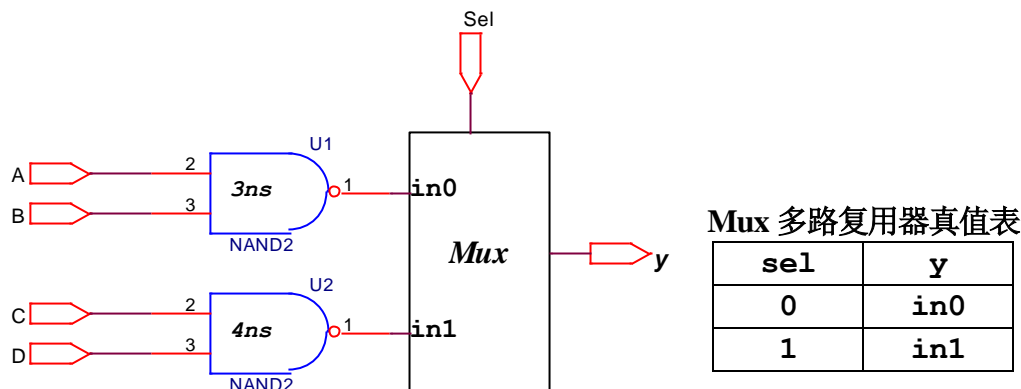 Sel
U1
A
2
3ns
1
in0
B
3
NAND2
Mux
y
U2
C
2
4ns
1
in1
D
3
NAND2
Mux 多路复用器真值表
sel y
0 in0
1 in1